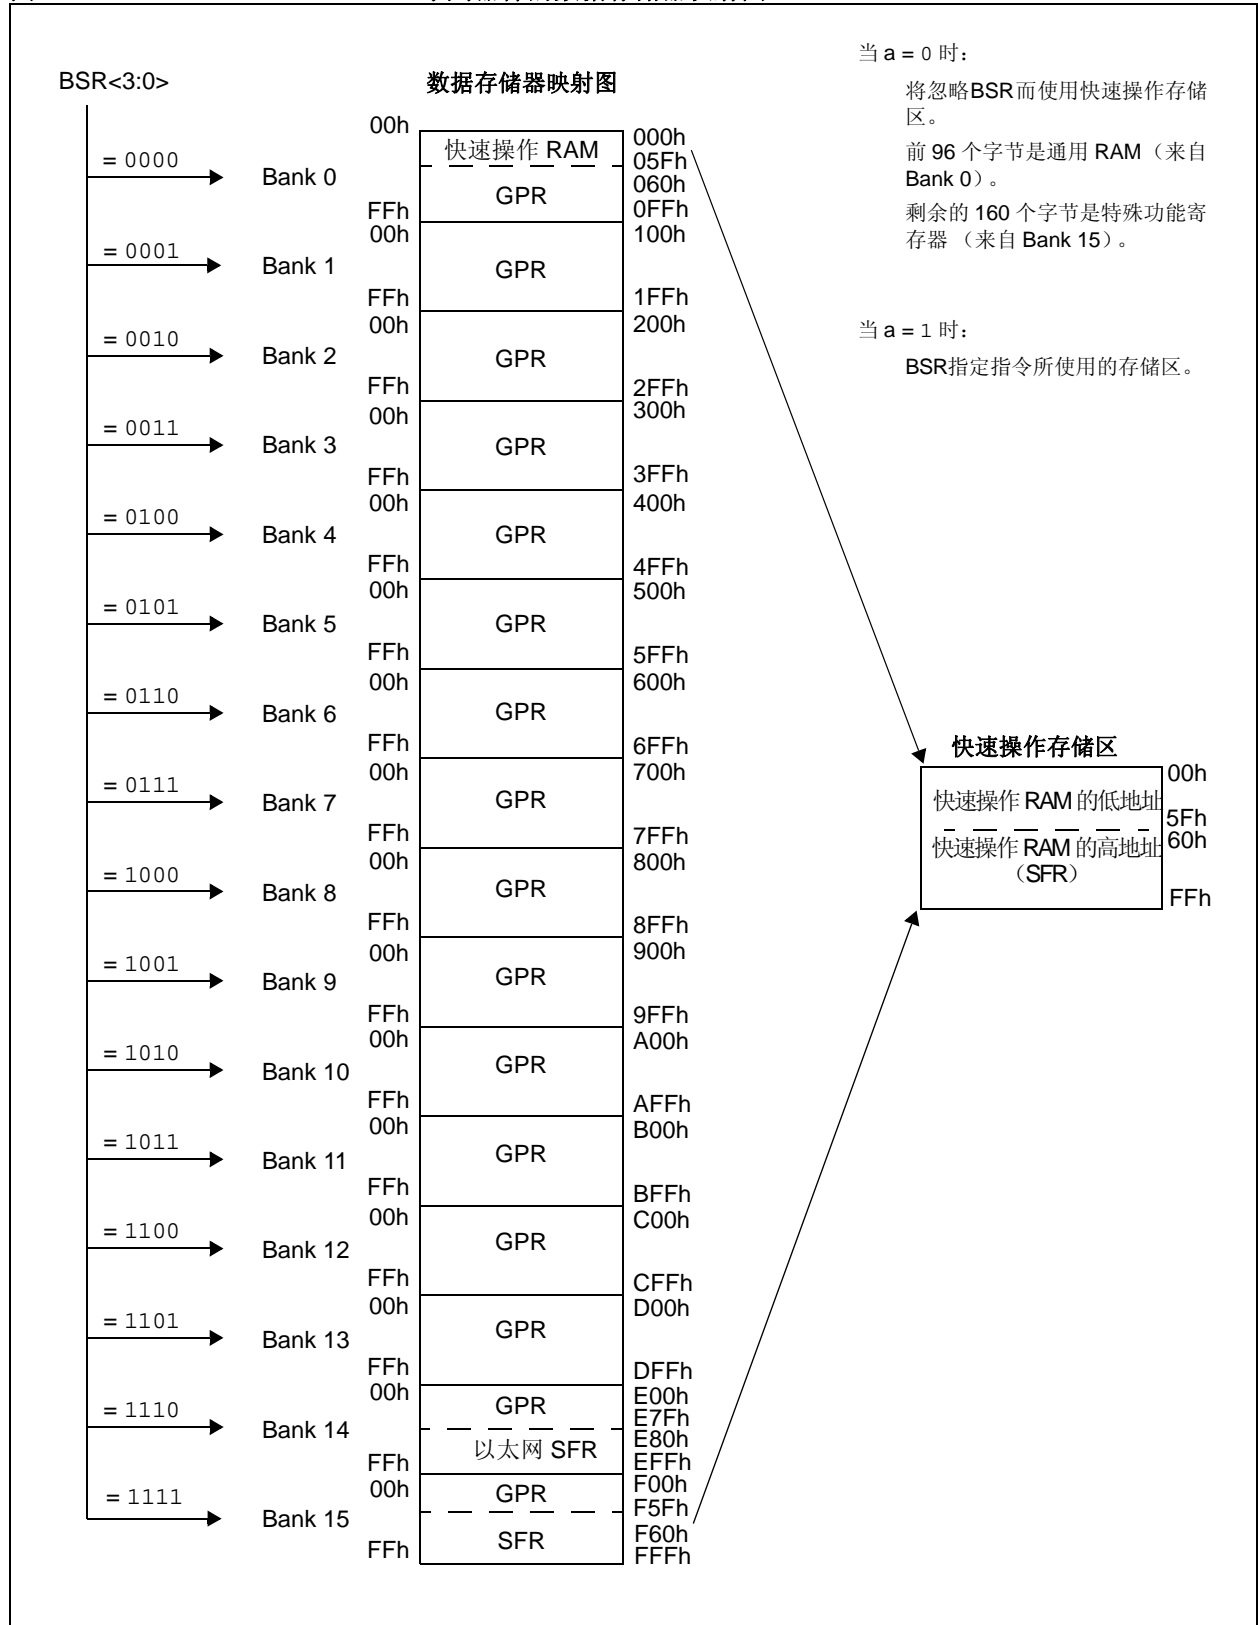 BSR<3:0>
数据存储器映射图
= 0000
Bank 0
00h
FFh
快速操作 RAM
GPR
000h
05Fh
060h
0FFh
= 0001
Bank 1
00h
FFh
GPR
100h
1FFh
= 0010
Bank 2
00h
FFh
GPR
200h
2FFh
= 0011
Bank 3
00h
FFh
GPR
300h
3FFh
= 0100
Bank 4
00h
FFh
GPR
400h
4FFh
= 0101
Bank 5
00h
FFh
GPR
500h
5FFh
= 0110
Bank 6
00h
FFh
GPR
600h
6FFh
= 0111
Bank 7
00h
FFh
GPR
700h
7FFh
= 1000
Bank 8
00h
FFh
GPR
800h
8FFh
= 1001
Bank 9
00h
FFh
GPR
900h
9FFh
= 1010
Bank 10
00h
FFh
GPR
A00h
AFFh
= 1011
Bank 11
00h
FFh
GPR
B00h
BFFh
= 1100
Bank 12
00h
FFh
GPR
C00h
CFFh
= 1101
Bank 13
00h
FFh
GPR
D00h
DFFh
= 1110
Bank 14
00h
FFh
GPR
以太网 SFR
E00h
E7Fh
E80h
EFFh
= 1111
Bank 15
00h
FFh
GPR
SFR
F00h
F5Fh
F60h
FFFh
当 a = 0 时：
将忽略BSR而使用快速操作存储
区。
前 96 个字节是通用 RAM（来自
Bank 0）。
剩余的 160 个字节是特殊功能寄
存器 （来自 Bank 15）。
当 a = 1 时：
BSR指定指令所使用的存储区。
快速操作存储区
快速操作 RAM 的低地址
快速操作 RAM 的高地址
（SFR）
00h
5Fh
60h
FFh